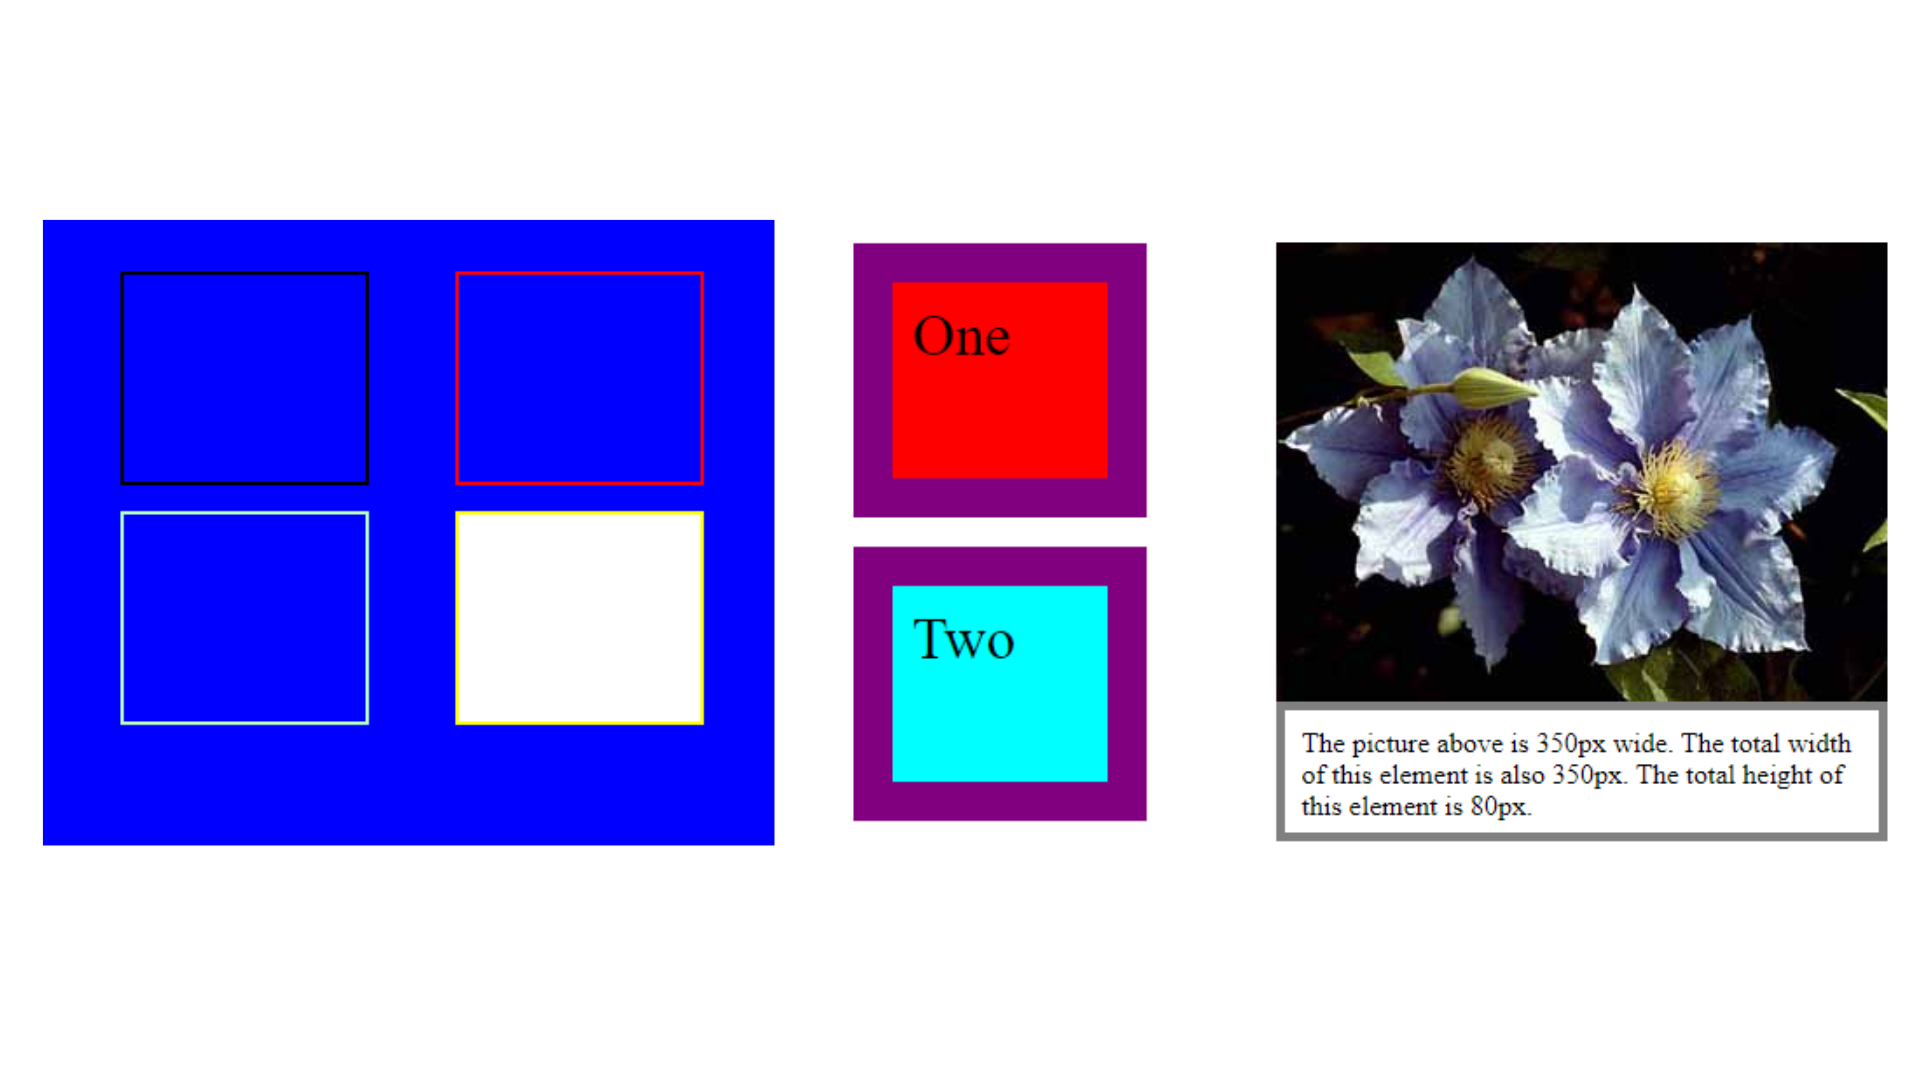 One
Two
The picture above is 350px wide. The total width
of this element is also 350px. The total height of
this element is 80px.